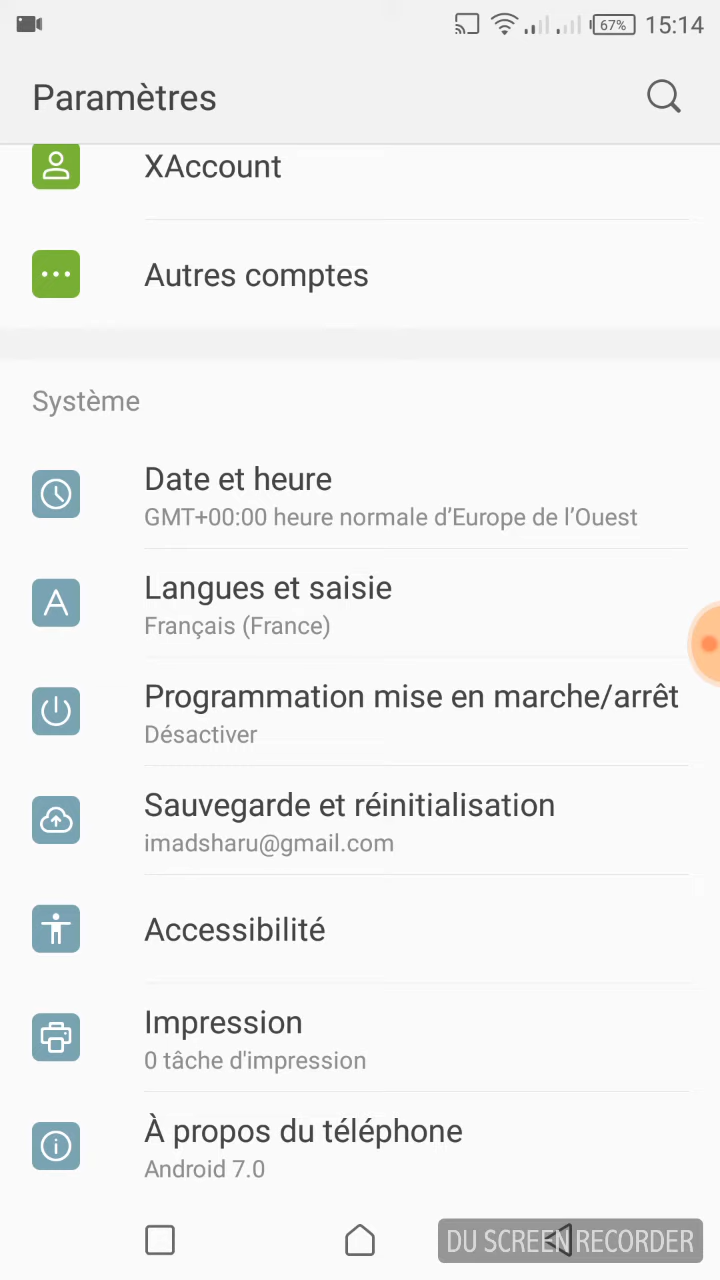 67% 15:14
Paramètres
XAccount
Autres comptes
Système
Date et heure
GMT+00:00 heure normale d’Europe de l’Ouest
Langues et saisie
Français (France)
Programmation mise en marche/arrêt
Désactiver
Sauvegarde et réinitialisation
imadsharu@gmail.com
Accessibilité
Impression
0 tâche d'impression
À propos du téléphone
Android 7.0
DU SCREEN RECORDER